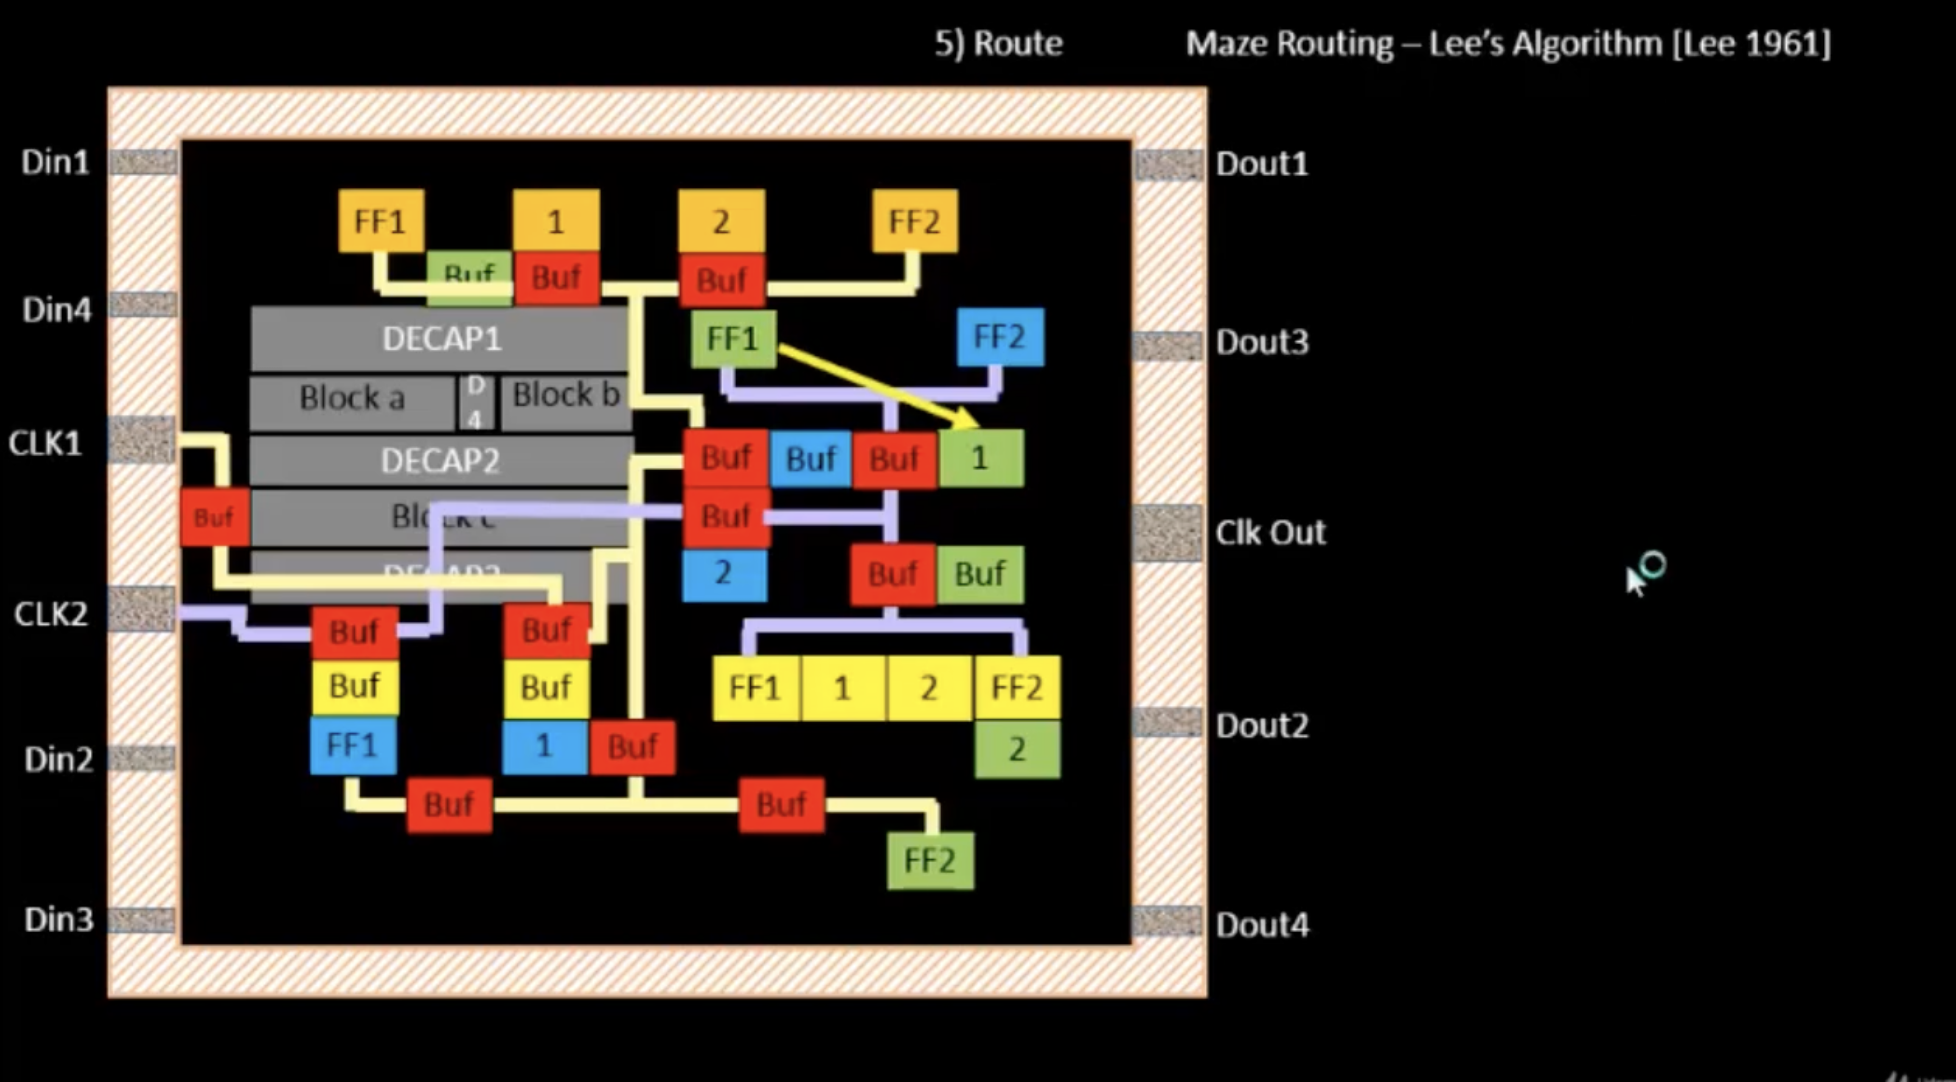 5) Route Maze Routing – Lee's Algorithm [Lee 1961]
Din1 Dout1
FF1 1 2 FF2
Buf Buf Buf
Din4 DECAP1 FF1 FF2 Dout3
Block a D4 Block b
CLK1 DECAP2 Buf Buf Buf 1
Buf Block c Buf Clk Out
DECAP3 2 Buf Buf
CLK2 Buf Buf
Buf Buf FF1 1 2 FF2 Dout2
Din2 FF1 1 Buf 2
Buf Buf
FF2
Din3 Dout4